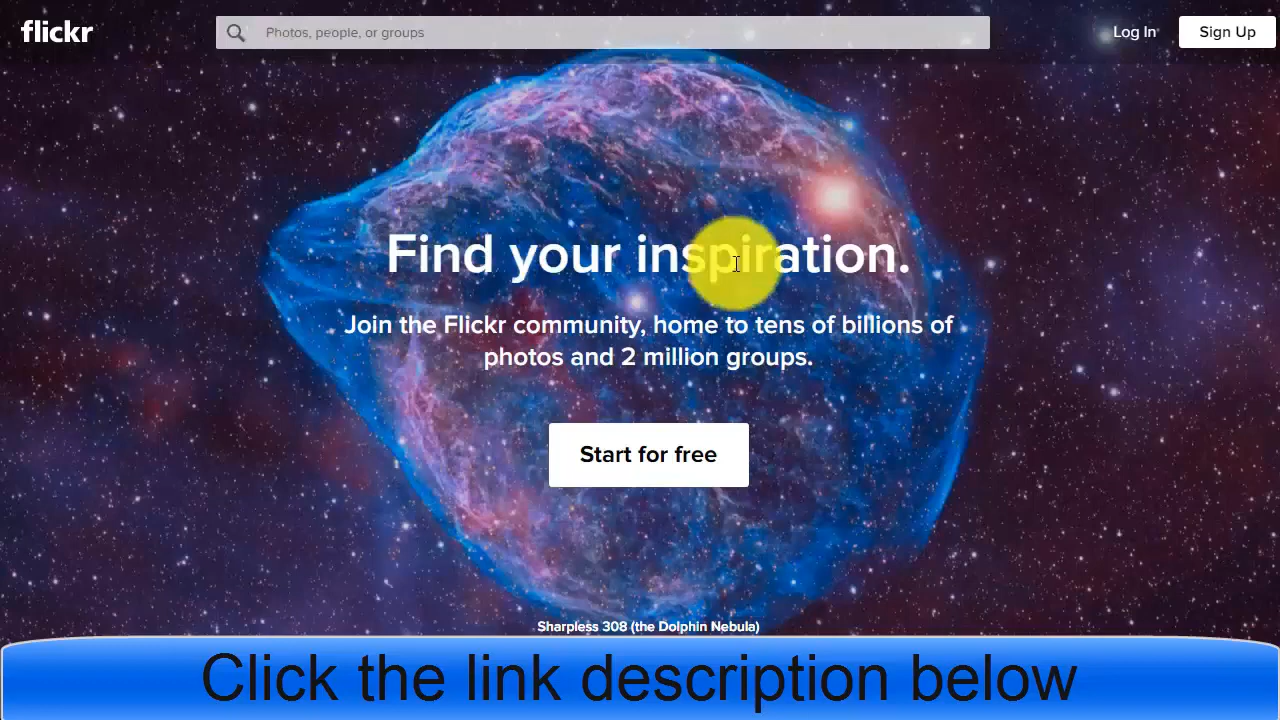 flickr
Photos, people, or groups
Log In
Sign Up
Find your inspiration.
Join the Flickr community, home to tens of billions of
photos and 2 million groups.
Start for free
Sharpless 308 (the Dolphin Nebula)
Click the link description below